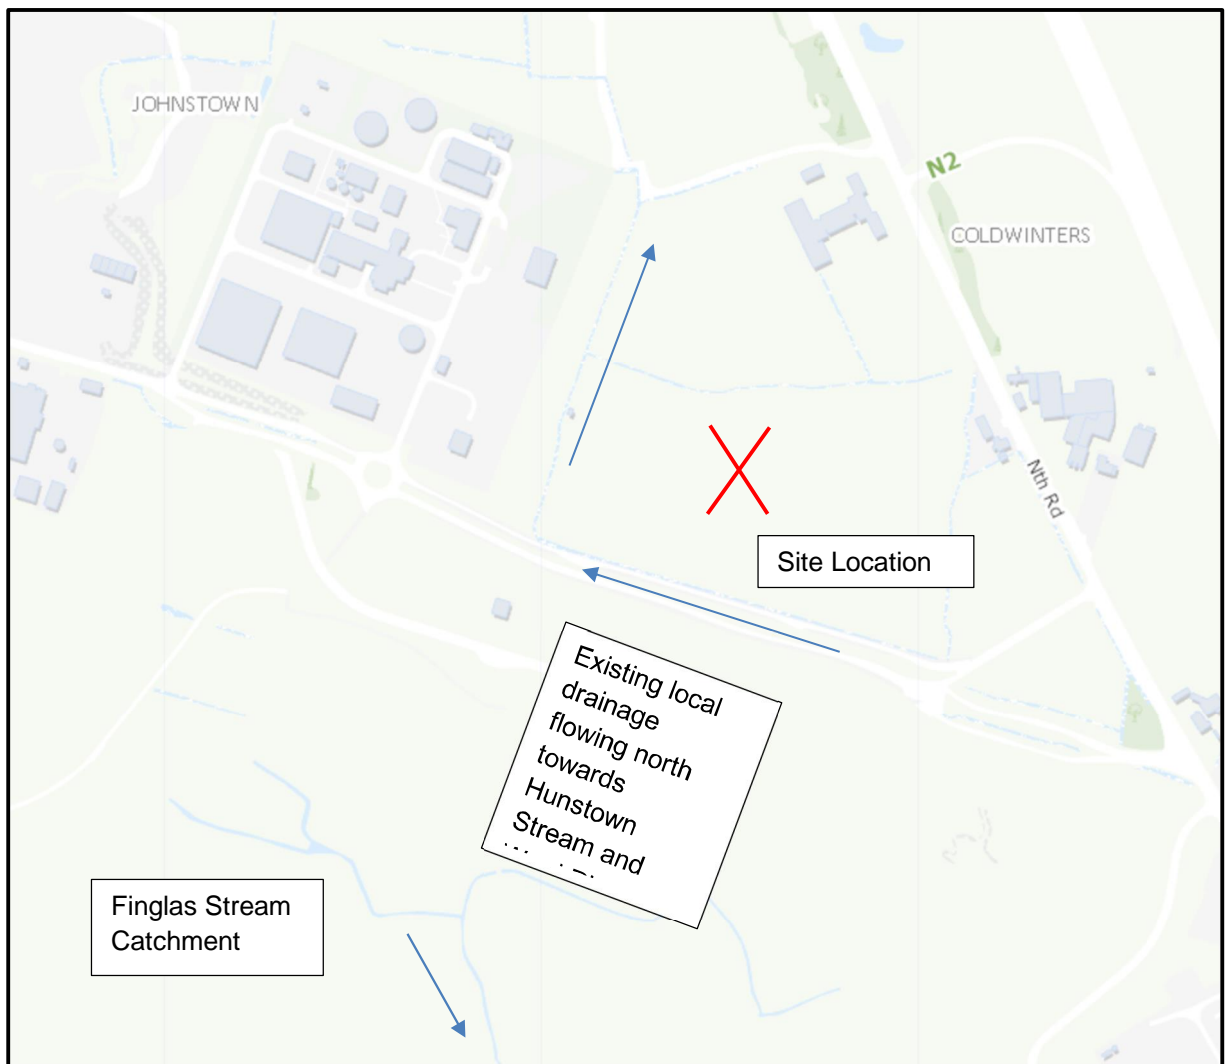 JOHNSTOWN
N2
COLDWINTERS
Nth Rd
Site Location
Existing local
drainage
flowing north
towards
Hunstown
Stream and
Finglas Stream
Catchment